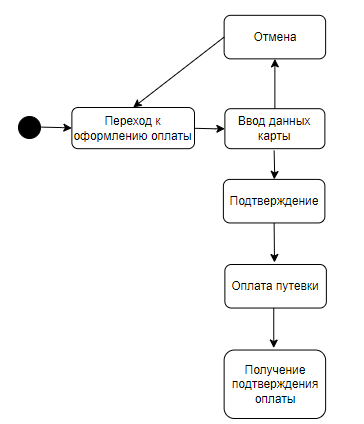 Отмена
Переход к
оформлению оплаты
Ввод данных
карты
Подтверждение
Оплата путевки
Получение
подтверждения
оплаты